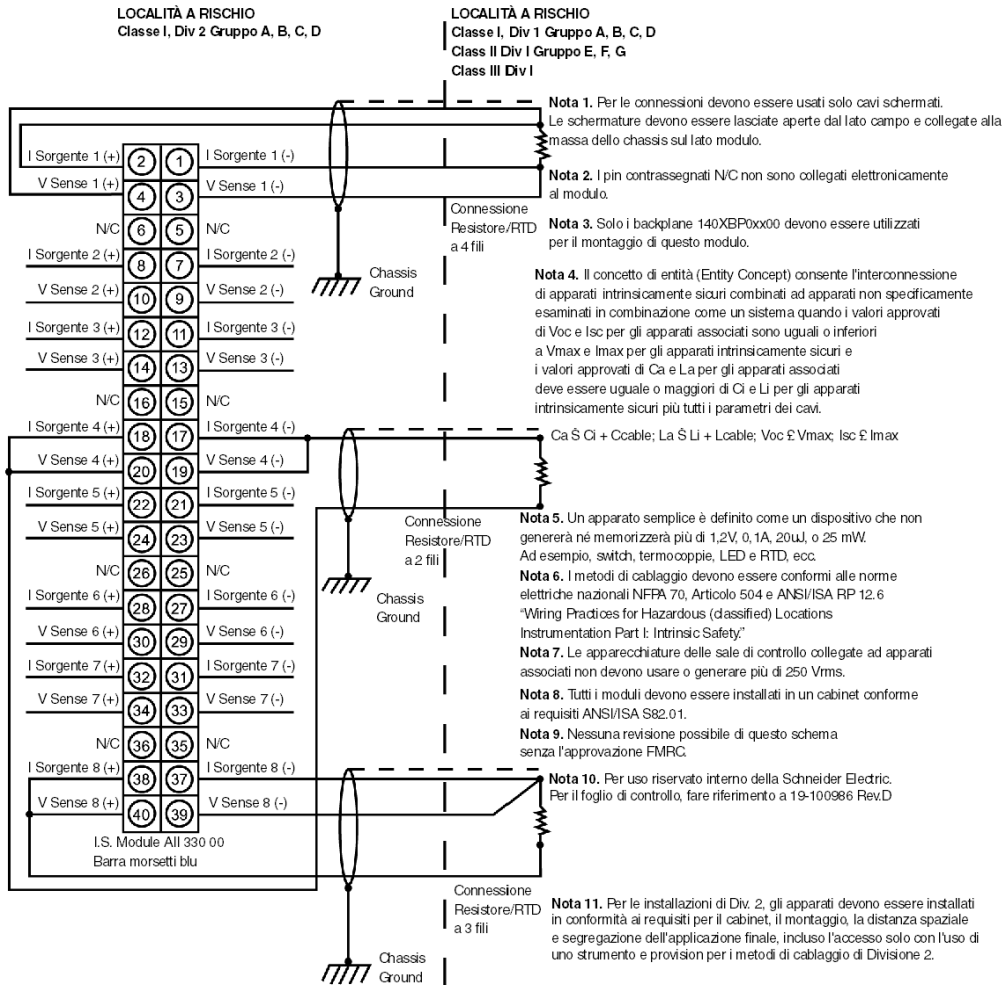 LOCALITÀ A RISCHIO
Classe I, Div 2 Gruppo A, B, C, D
LOCALITÀ A RISCHIO
Classe I, Div 1 Gruppo A, B, C, D
Class II Div I Gruppo E, F, G
Class III Div I
Nota 1. Per le connessioni devono essere usati solo cavi schermati.
Le schermature devono essere lasciate aperte dal lato campo e collegate alla
massa dello chassis sul lato modulo.
Nota 2. I pin contrassegnati N/C non sono collegati elettronicamente
al modulo.
Nota 3. Solo i backplane 140XBP0xx00 devono essere utilizzati
per il montaggio di questo modulo.
Nota 4. Il concetto di entità (Entity Concept) consente l'interconnessione
di apparati intrinsicamente sicuri combinati ad apparati non specificamente
esaminati in combinazione come un sistema quando i valori approvati
di Voc e Isc per gli apparati associati sono uguali o inferiori
a Vmax e Imax per gli apparati intrinsicamente sicuri e
i valori approvati di Ca e La per gli apparati associati
deve essere uguale o maggiori di Ci e Li per gli apparati
intrinsicamente sicuri più tutti i parametri dei cavi.
Ca Š Ci + Ccable; La Š Li + Lcable; Voc £ Vmax; Isc £ Imax
Nota 5. Un apparato semplice è definito come un dispositivo che non
genererà né memorizzerà più di 1,2V, 0,1A, 20uJ, o 25 mW.
Ad esempio, switch, termocoppie, LED e RTD, ecc.
Nota 6. I metodi di cablaggio devono essere conformi alle norme
elettriche nazionali NFPA 70, Articolo 504 e ANSI/ISA RP 12.6
“Wiring Practices for Hazardous (classified) Locations
Instrumentation Part I: Intrinsic Safety.”
Nota 7. Le apparecchiature delle sale di controllo collegate ad apparati
associati non devono usare o generare più di 250 Vrms.
Nota 8. Tutti i moduli devono essere installati in un cabinet conforme
ai requisiti ANSI/ISA S82.01.
Nota 9. Nessuna revisione possibile di questo schema
senza l'approvazione FMRC.
Nota 10. Per uso riservato interno della Schneider Electric.
Per il foglio di controllo, fare riferimento a 19-100986 Rev.D
Nota 11. Per le installazioni di Div. 2, gli apparati devono essere installati
in conformità ai requisiti per il cabinet, il montaggio, la distanza spaziale
e segregazione dell'applicazione finale, incluso l'accesso solo con l'uso di
uno strumento e provision per i metodi di cablaggio di Divisione 2.
I Sorgente 1 (+) 2 1 I Sorgente 1 (-)
V Sense 1 (+) 4 3 V Sense 1 (-)
N/C 6 5 N/C
I Sorgente 2 (+) 8 7 I Sorgente 2 (-)
V Sense 2 (+) 10 9 V Sense 2 (-)
I Sorgente 3 (+) 12 11 I Sorgente 3 (-)
V Sense 3 (+) 14 13 V Sense 3 (-)
N/C 16 15 N/C
I Sorgente 4 (+) 18 17 I Sorgente 4 (-)
V Sense 4 (+) 20 19 V Sense 4 (-)
I Sorgente 5 (+) 22 21 I Sorgente 5 (-)
V Sense 5 (+) 24 23 V Sense 5 (-)
N/C 26 25 N/C
I Sorgente 6 (+) 28 27 I Sorgente 6 (-)
V Sense 6 (+) 30 29 V Sense 6 (-)
I Sorgente 7 (+) 32 31 I Sorgente 7 (-)
V Sense 7 (+) 34 33 V Sense 7 (-)
N/C 36 35 N/C
I Sorgente 8 (+) 38 37 I Sorgente 8 (-)
V Sense 8 (+) 40 39 V Sense 8 (-)
I.S. Module AII 330 00
Barra morsetti blu
Connessione
Resistore/RTD
a 4 fili
Chassis
Ground
Connessione
Resistore/RTD
a 2 fili
Chassis
Ground
Connessione
Resistore/RTD
a 3 fili
Chassis
Ground